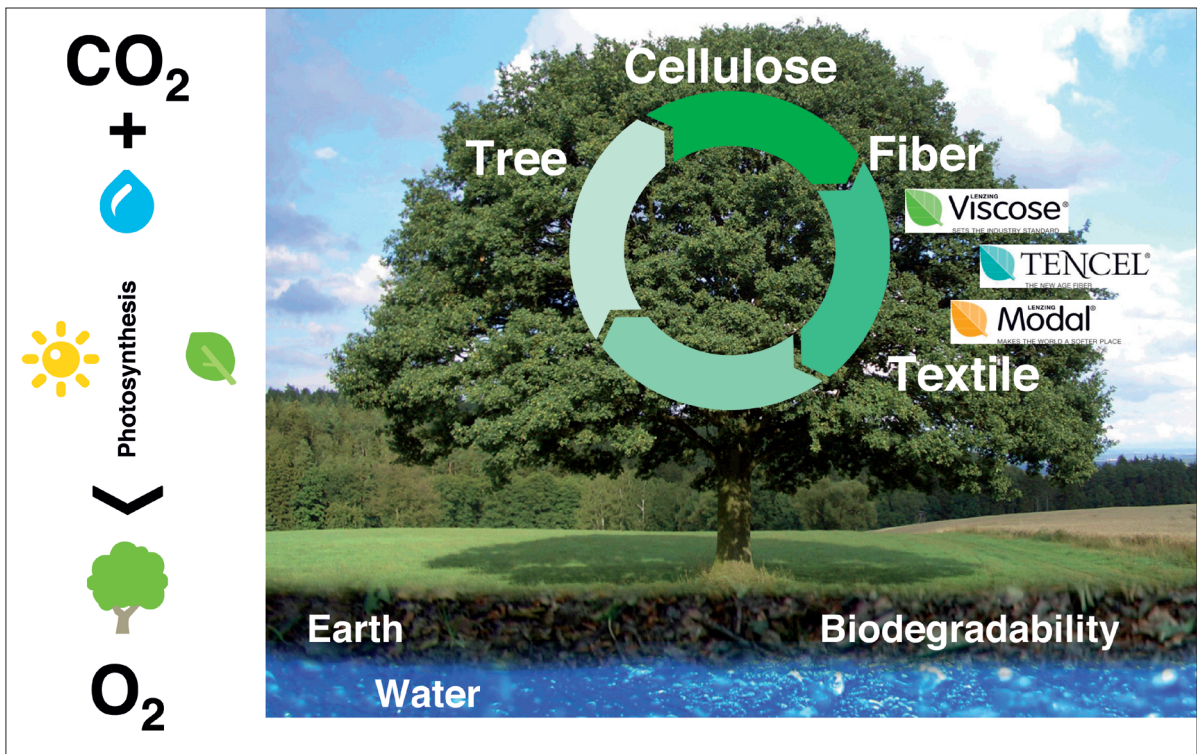 CO₂
+
Photosynthesis
O₂
Cellulose
Tree
Fiber
LENZING
Viscose®
SETS THE INDUSTRY STANDARD
TENCEL®
THE NEW AGE FIBER
LENZING
Modal®
MAKES THE WORLD A SOFTER PLACE
Textile
Earth
Biodegradability
Water